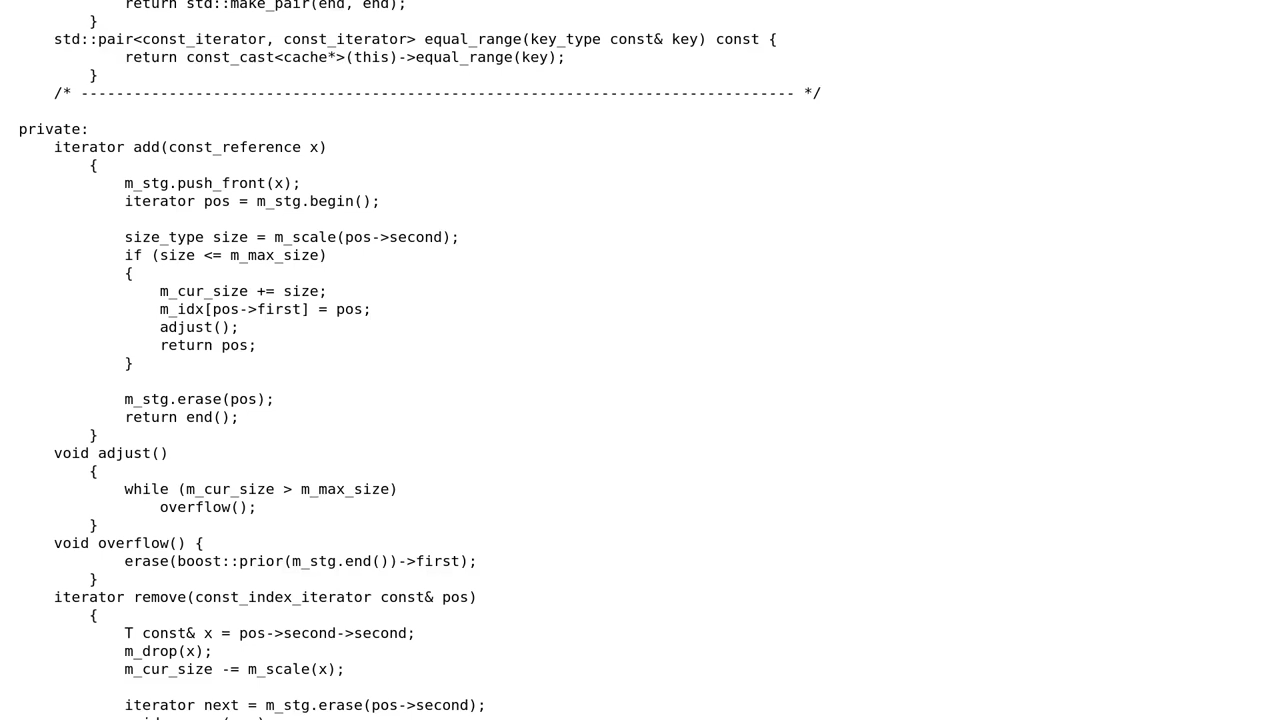 return std::make_pair(end, end);
}
std::pair<const_iterator, const_iterator> equal_range(key_type const& key) const {
return const_cast<cache*>(this)->equal_range(key);
}
/* --------------------------------------------------------------------------------- */
private:
iterator add(const_reference x)
{
m_stg.push_front(x);
iterator pos = m_stg.begin();
size_type size = m_scale(pos->second);
if (size <= m_max_size)
{
m_cur_size += size;
m_idx[pos->first] = pos;
adjust();
return pos;
}
m_stg.erase(pos);
return end();
}
void adjust()
{
while (m_cur_size > m_max_size)
overflow();
}
void overflow() {
erase(boost::prior(m_stg.end())->first);
}
iterator remove(const_index_iterator const& pos)
{
T const& x = pos->second->second;
m_drop(x);
m_cur_size -= m_scale(x);
iterator next = m_stg.erase(pos->second);